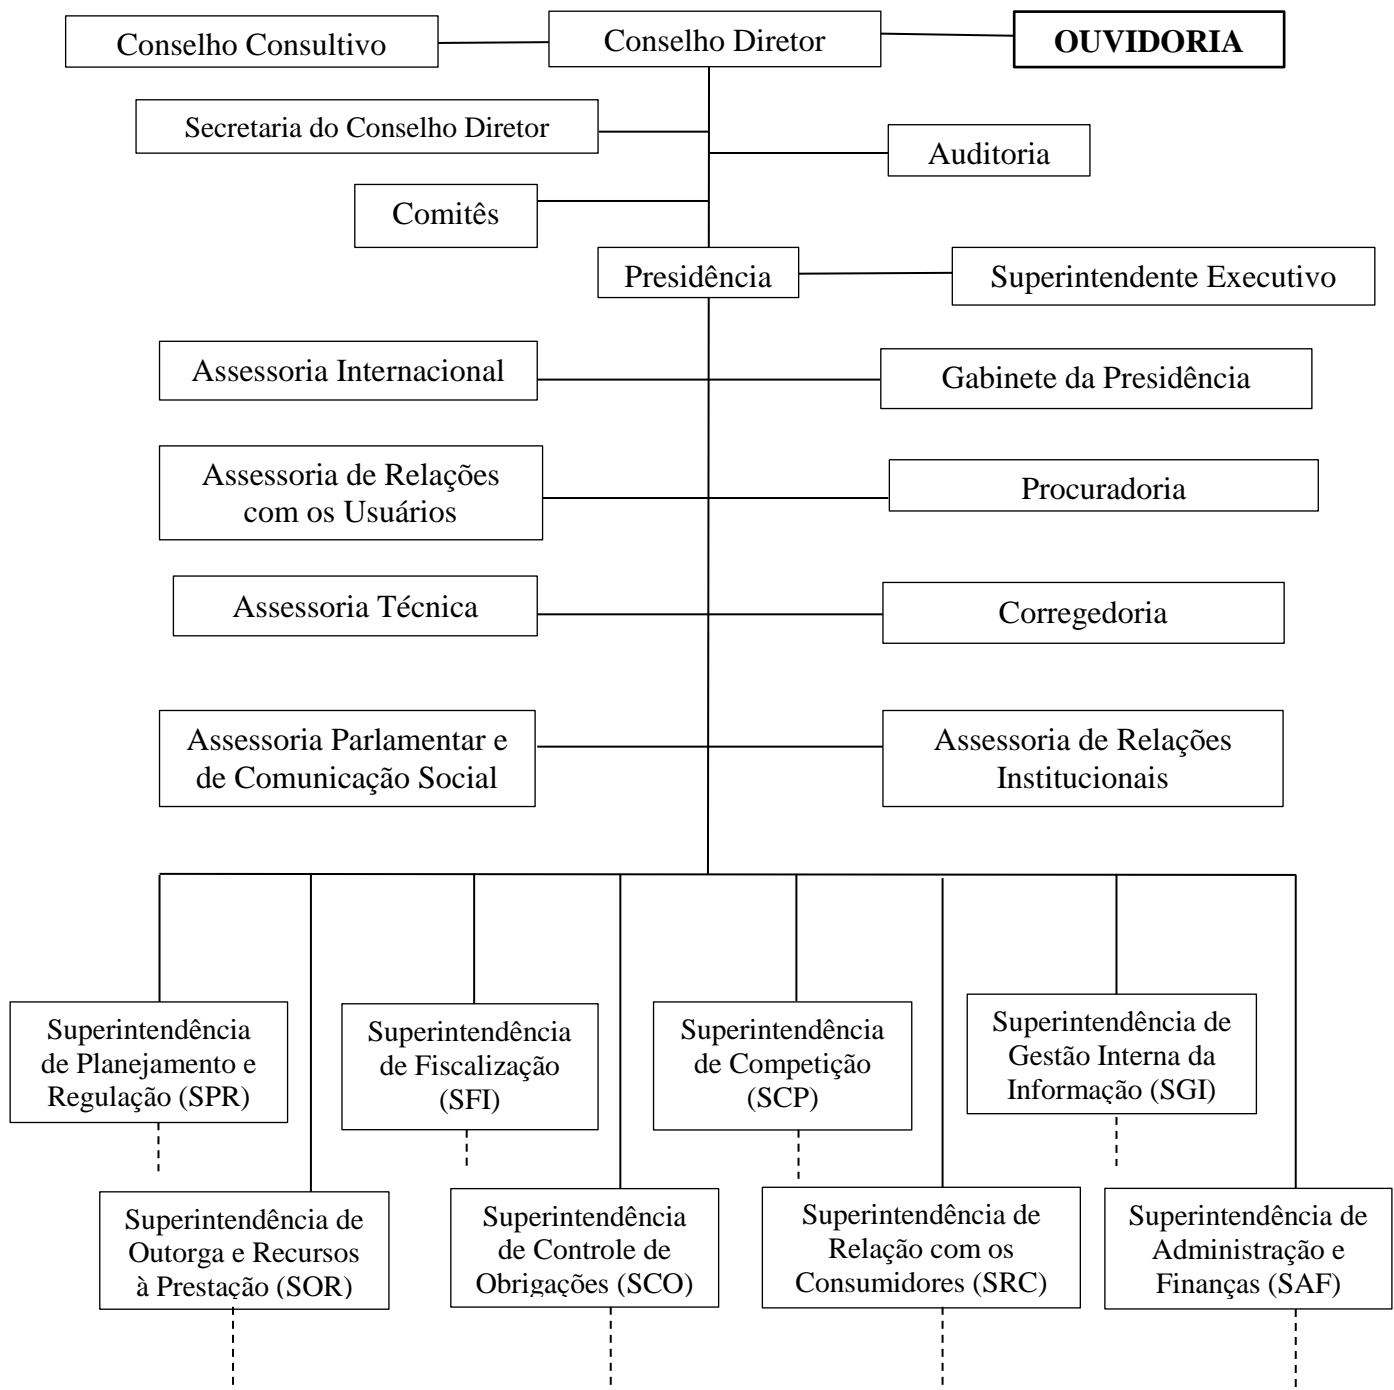 Conselho Consultivo
Conselho Diretor
OUVIDORIA
Secretaria do Conselho Diretor
Auditoria
Comitês
Presidência
Superintendente Executivo
Assessoria Internacional
Gabinete da Presidência
Assessoria de Relações
com os Usuários
Procuradoria
Assessoria Técnica
Corregedoria
Assessoria Parlamentar e
de Comunicação Social
Assessoria de Relações
Institucionais
Superintendência
de Planejamento e
Regulação (SPR)
Superintendência
de Fiscalização
(SFI)
Superintendência
de Competição
(SCP)
Superintendência de
Gestão Interna da
Informação (SGI)
Superintendência de
Outorga e Recursos
à Prestação (SOR)
Superintendência
de Controle de
Obrigações (SCO)
Superintendência de
Relação com os
Consumidores (SRC)
Superintendência de
Administração e
Finanças (SAF)